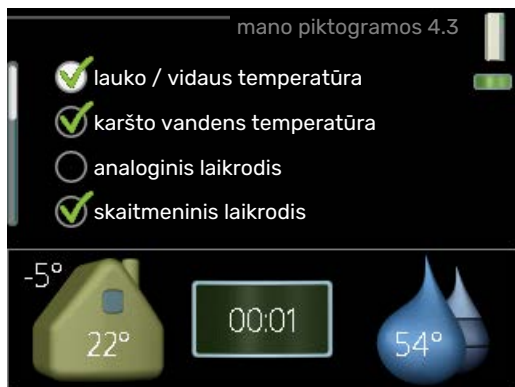 mano piktogramos 4.3
lauko / vidaus temperatūra
karšto vandens temperatūra
analoginis laikrodis
skaitmeninis laikrodis
-5°
22°
00:01
54°